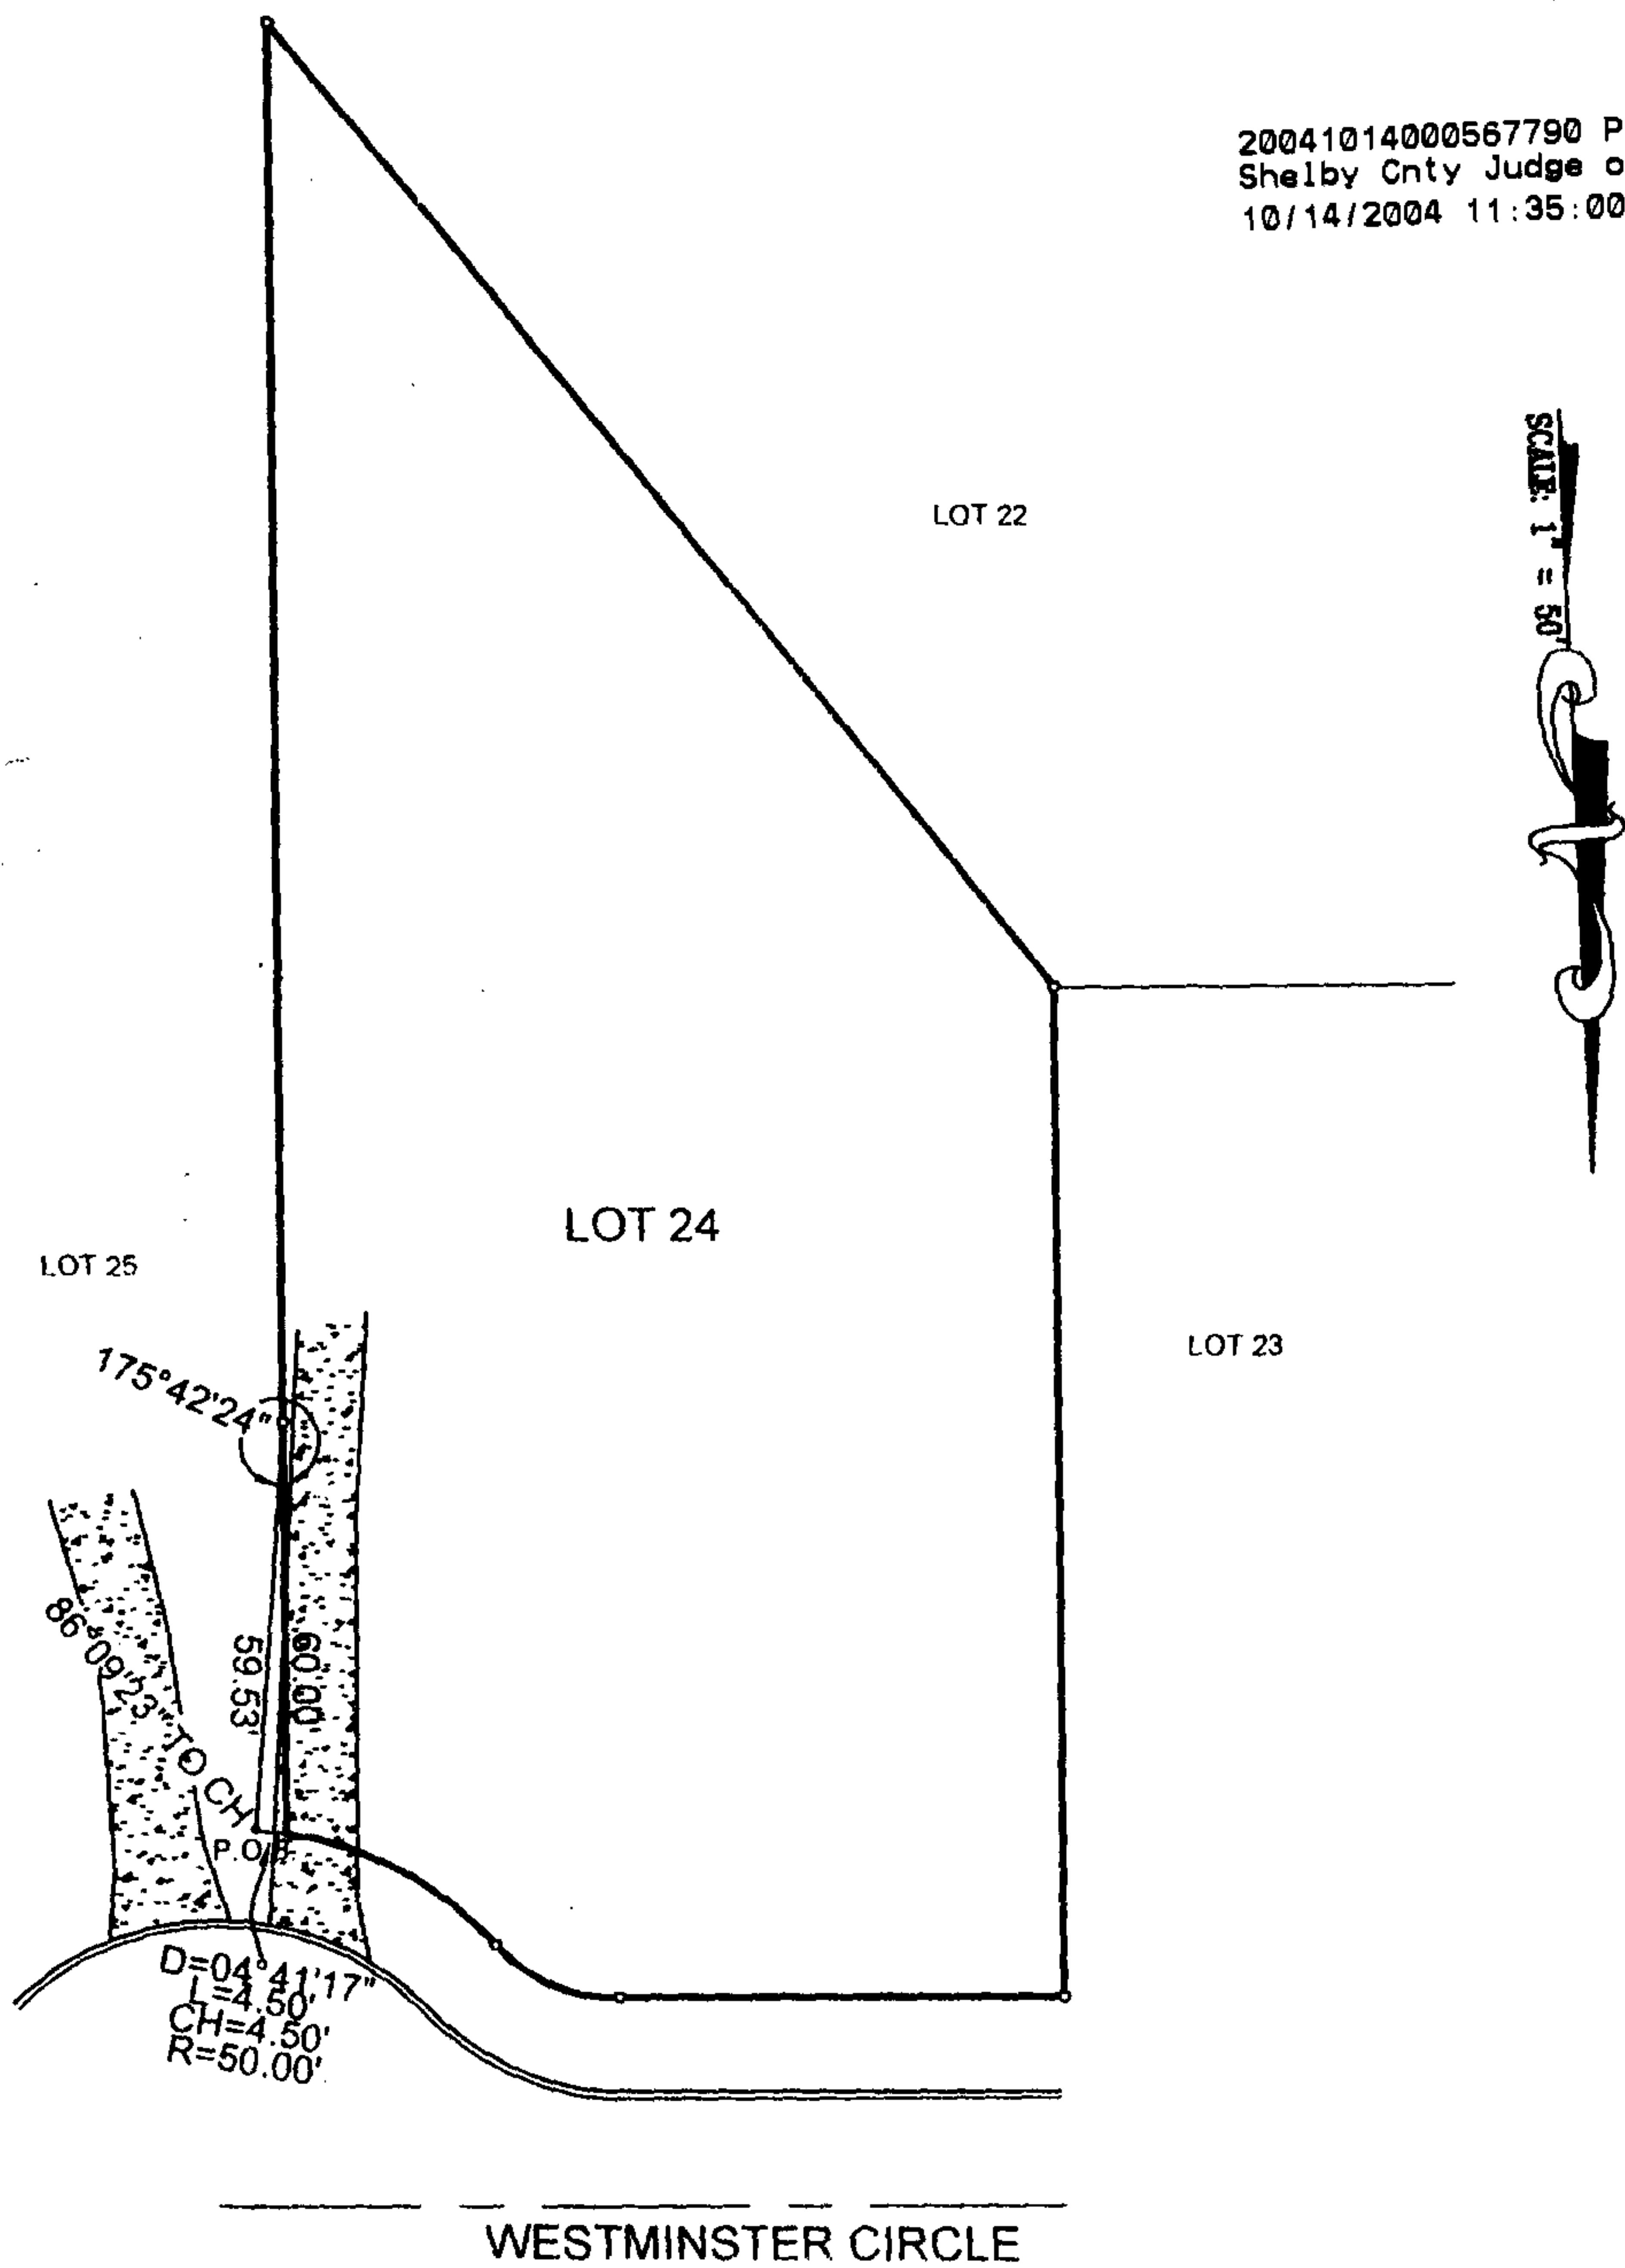 20041014000567790 P
Shelby Cnty Judge o
10/14/2004 11:35:00
SCALE: 1" = 50'
LOT 22
LOT 24
LOT 25
LOT 23
175°42'24"
86°09'23" TO CH
59.53'
60.00'
P.O.B.
D=04°41'17"
L=4.50'
CH=4.50'
R=50.00'
WESTMINSTER CIRCLE